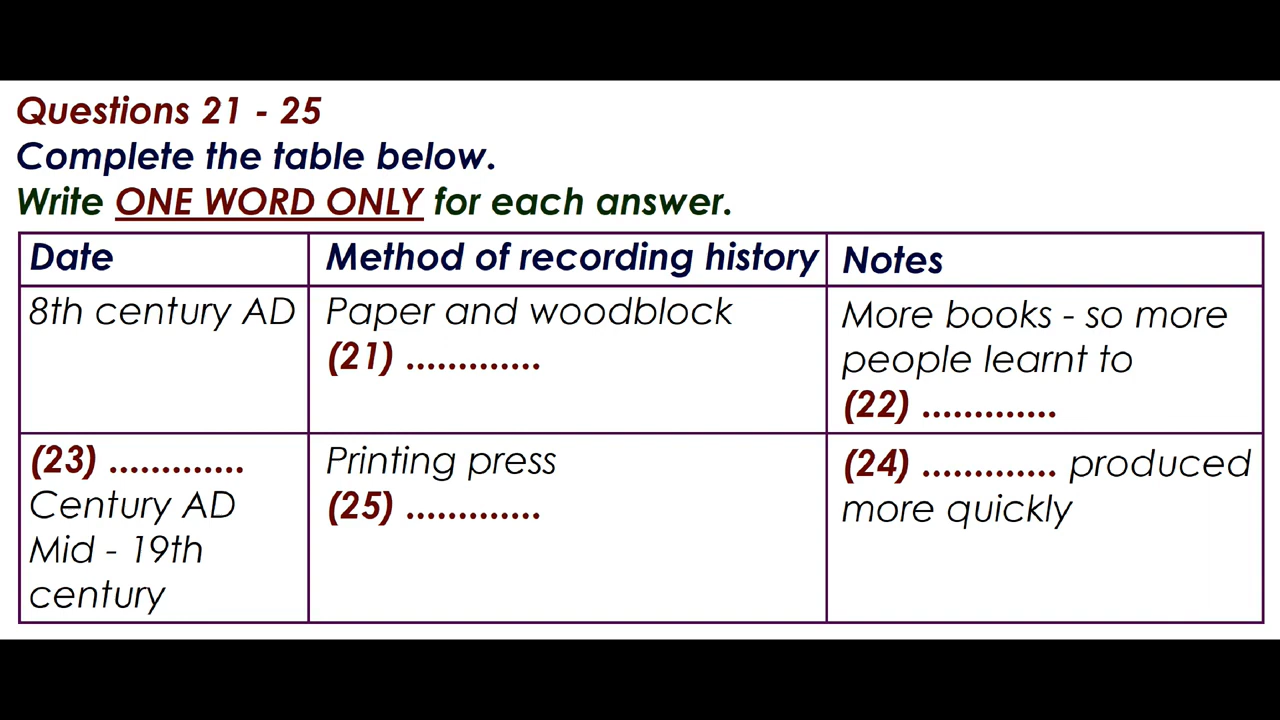 Questions 21 - 25
Complete the table below.
Write ONE WORD ONLY for each answer.
Date
Method of recording history
Notes
8th century AD
Paper and woodblock
(21) .............
More books - so more
people learnt to
(22) .............
(23) .............
Century AD
Mid - 19th
century
Printing press
(25) .............
(24) ............. produced
more quickly